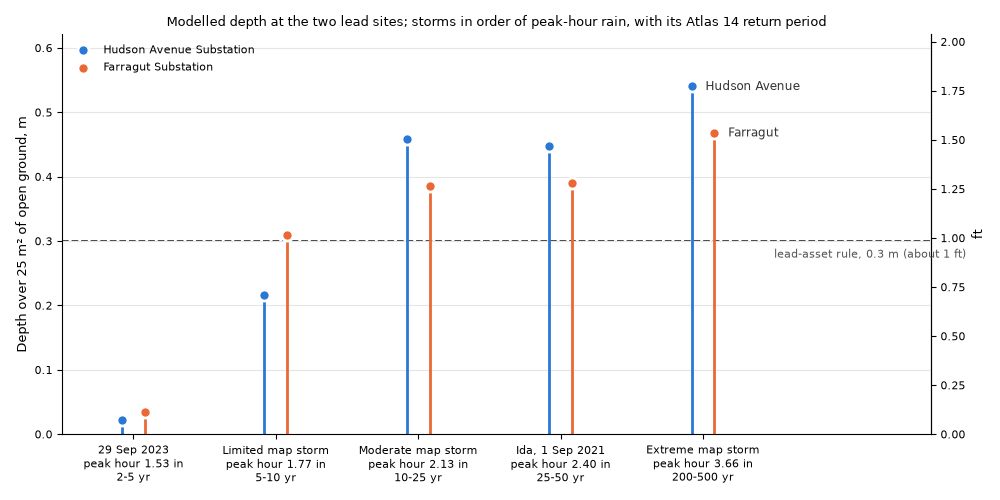 Modelled depth at the two lead sites; storms in order of peak-hour rain, with its Atlas 14 return period
Hudson Avenue Substation
Farragut Substation
Depth over 25 m² of open ground, m
0.6
0.5
0.4
0.3
0.2
0.1
0.0
Hudson Avenue
Farragut
lead-asset rule, 0.3 m (about 1 ft)
2.00
1.75
1.50
1.25
1.00
0.75
0.50
0.25
0.00
ft
29 Sep 2023
peak hour 1.53 in
2-5 yr
Limited map storm
peak hour 1.77 in
5-10 yr
Moderate map storm
peak hour 2.13 in
10-25 yr
Ida, 1 Sep 2021
peak hour 2.40 in
25-50 yr
Extreme map storm
peak hour 3.66 in
200-500 yr